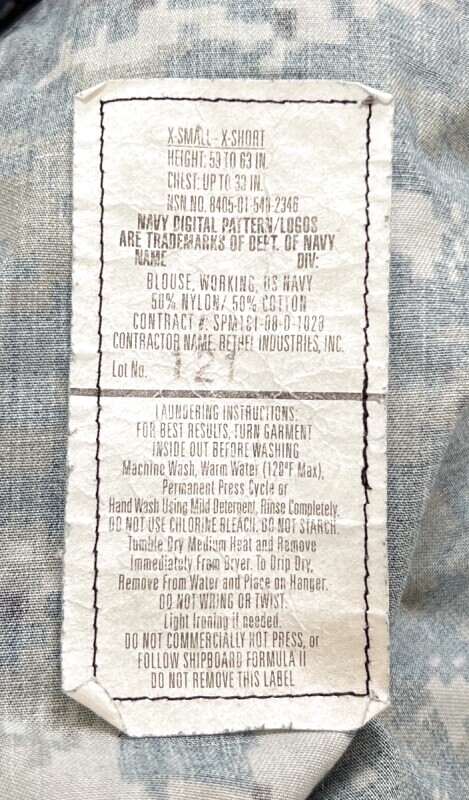 X-SMALL - X-SHORT
HEIGHT: 59 TO 63 IN.
CHEST: UP TO 33 IN.
NSN NO. 8405-01-540-2346
NAVY DIGITAL PATTERN/LOGOS
ARE TRADEMARKS OF DEPT. OF NAVY
NAME DIV:
BLOUSE, WORKING, US NAVY
50% NYLON/ 50% COTTON
CONTRACT #: SPM1C1-08-D-1029
CONTRACTOR NAME: BETHEL INDUSTRIES, INC.
Lot No. 121
LAUNDERING INSTRUCTIONS:
FOR BEST RESULTS, TURN GARMENT
INSIDE OUT BEFORE WASHING
Machine Wash, Warm Water (120°F Max),
Permanent Press Cycle or
Hand Wash Using Mild Detergent, Rinse Completely.
DO NOT USE CHLORINE BLEACH. DO NOT STARCH.
Tumble Dry Medium Heat and Remove
Immediately From Dryer. To Drip Dry,
Remove From Water and Place on Hanger.
DO NOT WRING OR TWIST.
Light Ironing if needed.
DO NOT COMMERCIALLY HOT PRESS, or
FOLLOW SHIPBOARD FORMULA II
DO NOT REMOVE THIS LABEL